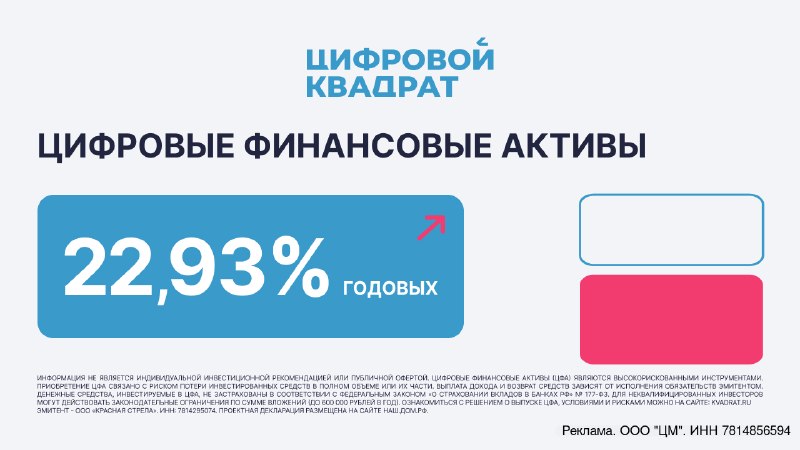 ЦИФРОВОЙ
КВАДРАТ
ЦИФРОВЫЕ ФИНАНСОВЫЕ АКТИВЫ
22,93% ГОДОВЫХ
ИНФОРМАЦИЯ НЕ ЯВЛЯЕТСЯ ИНДИВИДУАЛЬНОЙ ИНВЕСТИЦИОННОЙ РЕКОМЕНДАЦИЕЙ ИЛИ ПУБЛИЧНОЙ ОФЕРТОЙ. ЦИФРОВЫЕ ФИНАНСОВЫЕ АКТИВЫ (ЦФА) ЯВЛЯЮТСЯ ВЫСОКОРИСКОВАННЫМИ ИНСТРУМЕНТАМИ.
ПРИОБРЕТЕНИЕ ЦФА СВЯЗАНО С РИСКОМ ПОТЕРИ ИНВЕСТИРОВАННЫХ СРЕДСТВ В ПОЛНОМ ОБЪЕМЕ ИЛИ ИХ ЧАСТИ. ВЫПЛАТА ДОХОДА И ВОЗВРАТ СРЕДСТВ ЗАВИСЯТ ОТ ИСПОЛНЕНИЯ ОБЯЗАТЕЛЬСТВ ЭМИТЕНТОМ.
ДЕНЕЖНЫЕ СРЕДСТВА, ИНВЕСТИРУЕМЫЕ В ЦФА, НЕ ЗАСТРАХОВАНЫ В СООТВЕТСТВИИ С ФЕДЕРАЛЬНЫМ ЗАКОНОМ «О СТРАХОВАНИИ ВКЛАДОВ В БАНКАХ РФ» № 177-ФЗ. ДЛЯ НЕКВАЛИФИЦИРОВАННЫХ ИНВЕСТОРОВ
МОГУТ ДЕЙСТВОВАТЬ ЗАКОНОДАТЕЛЬНЫЕ ОГРАНИЧЕНИЯ ПО СУММЕ ВЛОЖЕНИЙ (ДО 600 000 РУБЛЕЙ В ГОД). ОЗНАКОМИТЬСЯ С РЕШЕНИЕМ О ВЫПУСКЕ ЦФА, УСЛОВИЯМИ И РИСКАМИ МОЖНО НА САЙТЕ: KVADRAT.RU
ЭМИТЕНТ - ООО «КРАСНАЯ СТРЕЛА». ИНН: 7814295074. ПРОЕКТНАЯ ДЕКЛАРАЦИЯ РАЗМЕЩЕНА НА САЙТЕ НАШ.ДОМ.РФ.
Реклама. ООО "ЦМ". ИНН 7814856594